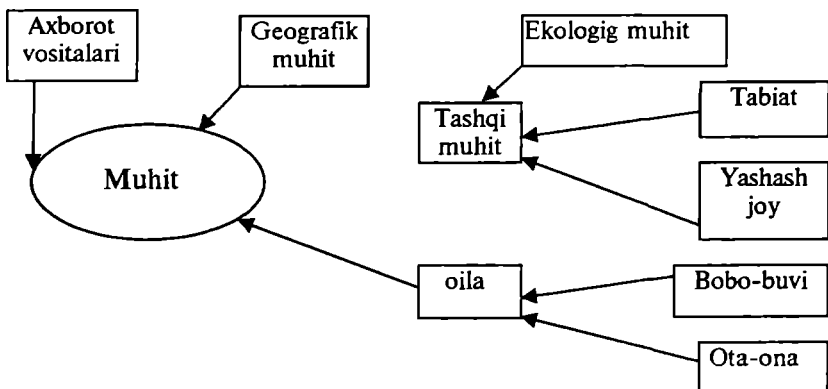 Axborot
vositalari
Geografik
muhit
Ekologig muhit
Tashqi
muhit
Tabiat
Muhit
Yashash
joy
oila
Bobo-buvi
Ota-ona